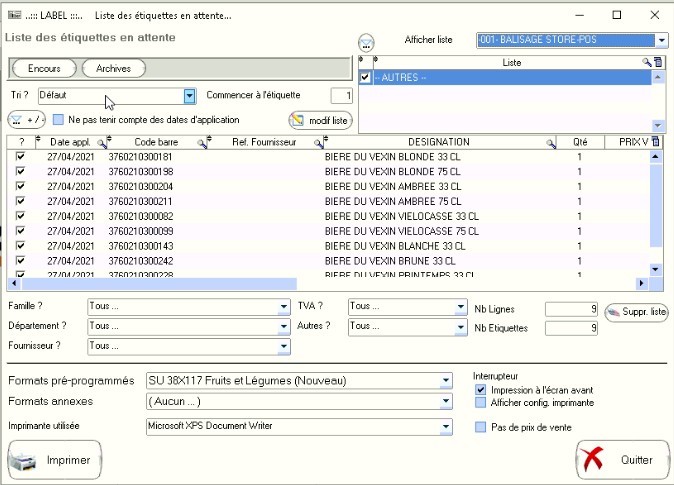 ..::: LABEL :::.. Liste des étiquettes en attente...
Liste des étiquettes en attente
Afficher liste -001- BALISAGE STORE-POS
Encours Archives
Liste
-- AUTRES --
Tri ? Défaut Commencer à l'étiquette 1
+ / - Ne pas tenir compte des dates d'application modif liste
? Date appl. Code barre Ref. Fournisseur DESIGNATION Qté PRIX V
27/04/2021 3760210300181 BIERE DU VEXIN BLONDE 33 CL 1
27/04/2021 3760210300198 BIERE DU VEXIN BLONDE 75 CL 1
27/04/2021 3760210300204 BIERE DU VEXIN AMBREE 33 CL 1
27/04/2021 3760210300211 BIERE DU VEXIN AMBREE 75 CL 1
27/04/2021 3760210300082 BIERE DU VEXIN VIELOCASSE 33 CL 1
27/04/2021 3760210300099 BIERE DU VEXIN VIELOCASSE 75 CL 1
27/04/2021 3760210300143 BIERE DU VEXIN BLANCHE 33 CL 1
27/04/2021 3760210300242 BIERE DU VEXIN BRUNE 33 CL 1
27/04/2021 3760210300228 BIERE DU VEXIN PRINTEMPS 33 CL 1
Famille ? Tous ... TVA ? Tous ... Nb Lignes 9 Suppr. liste
Département ? Tous ... Autres ? Tous ... Nb Etiquettes 9
Fournisseur ? Tous ...
Formats pré-programmés SU 38X117 Fruits et Légumes (Nouveau)
Interrupteur
Impression à l'écran avant
Formats annexes ( Aucun ... ) Afficher config. imprimante
Imprimante utilisée Microsoft XPS Document Writer Pas de prix de vente
Imprimer Quitter